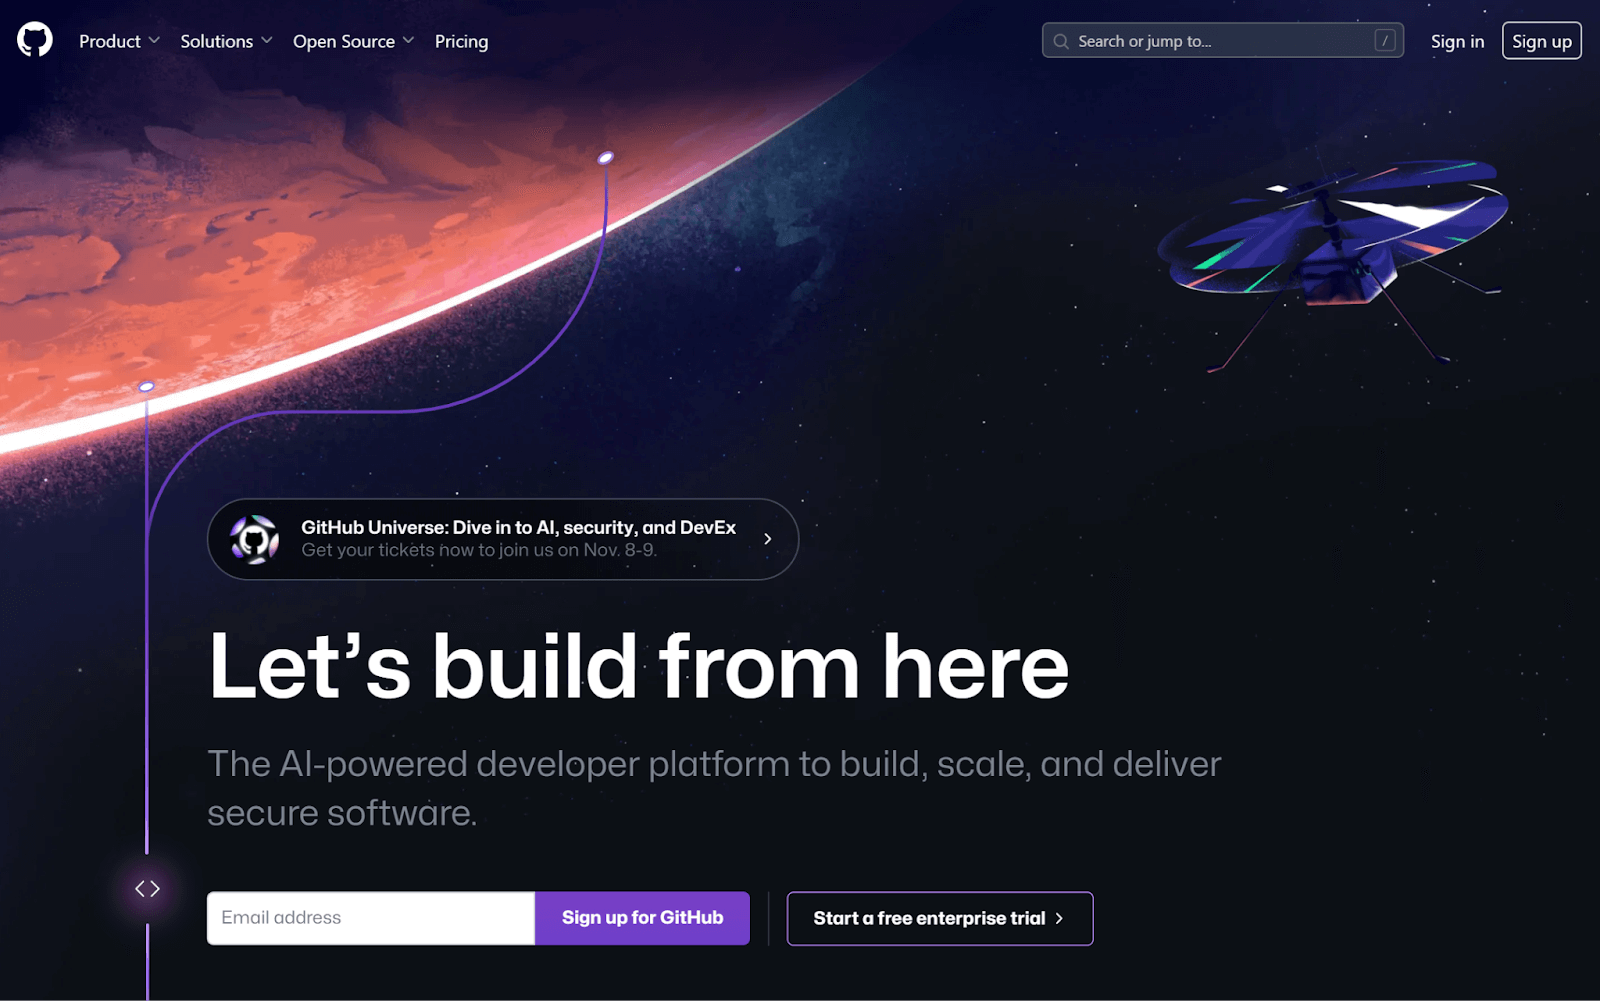 Product
Solutions
Open Source
Pricing
Search or jump to...
/
Sign in
Sign up
GitHub Universe: Dive in to AI, security, and DevEx
Get your tickets now to join us on Nov. 8-9.
Let’s build from here
The AI-powered developer platform to build, scale, and deliver
secure software.
Email address
Sign up for GitHub
Start a free enterprise trial